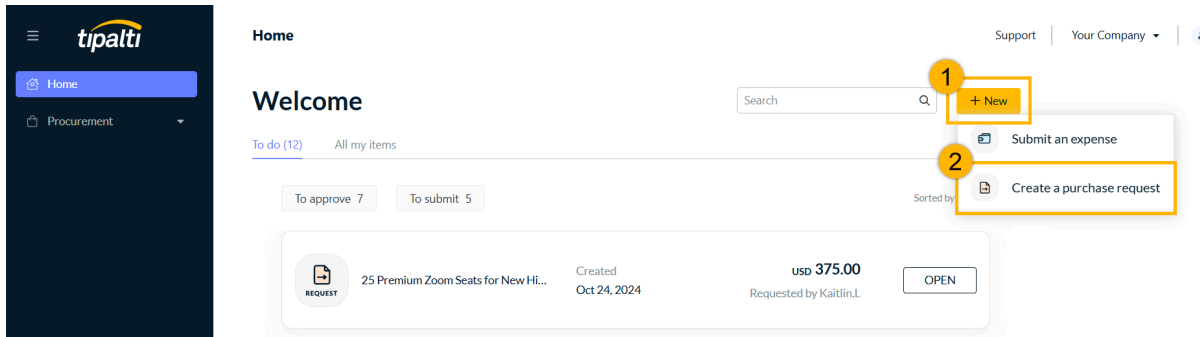 tipalti
Home
Support
Your Company
Home
Procurement
Welcome
Search
1
+ New
Submit an expense
2
Create a purchase request
To do (12)
All my items
To approve 7
To submit 5
Sorted by
REQUEST
25 Premium Zoom Seats for New Hi...
Created
Oct 24, 2024
USD 375.00
Requested by Kaitlin.L
OPEN